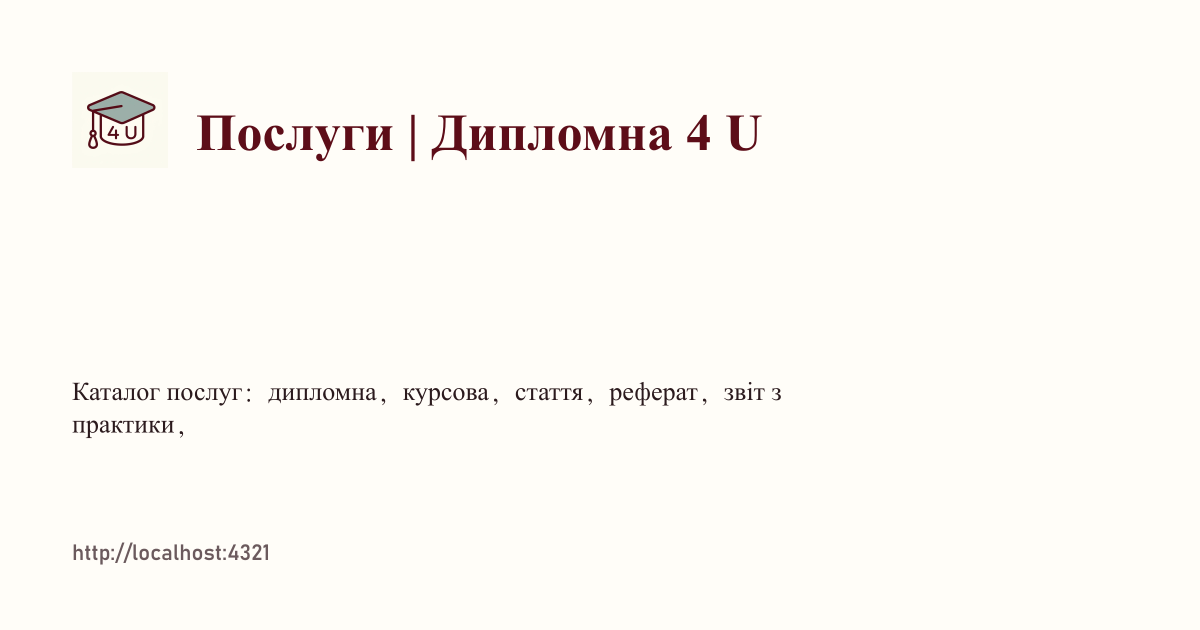 4 U
Послуги | Дипломна 4 U
Каталог послуг: дипломна, курсова, стаття, реферат, звіт з
практики,
http://localhost:4321